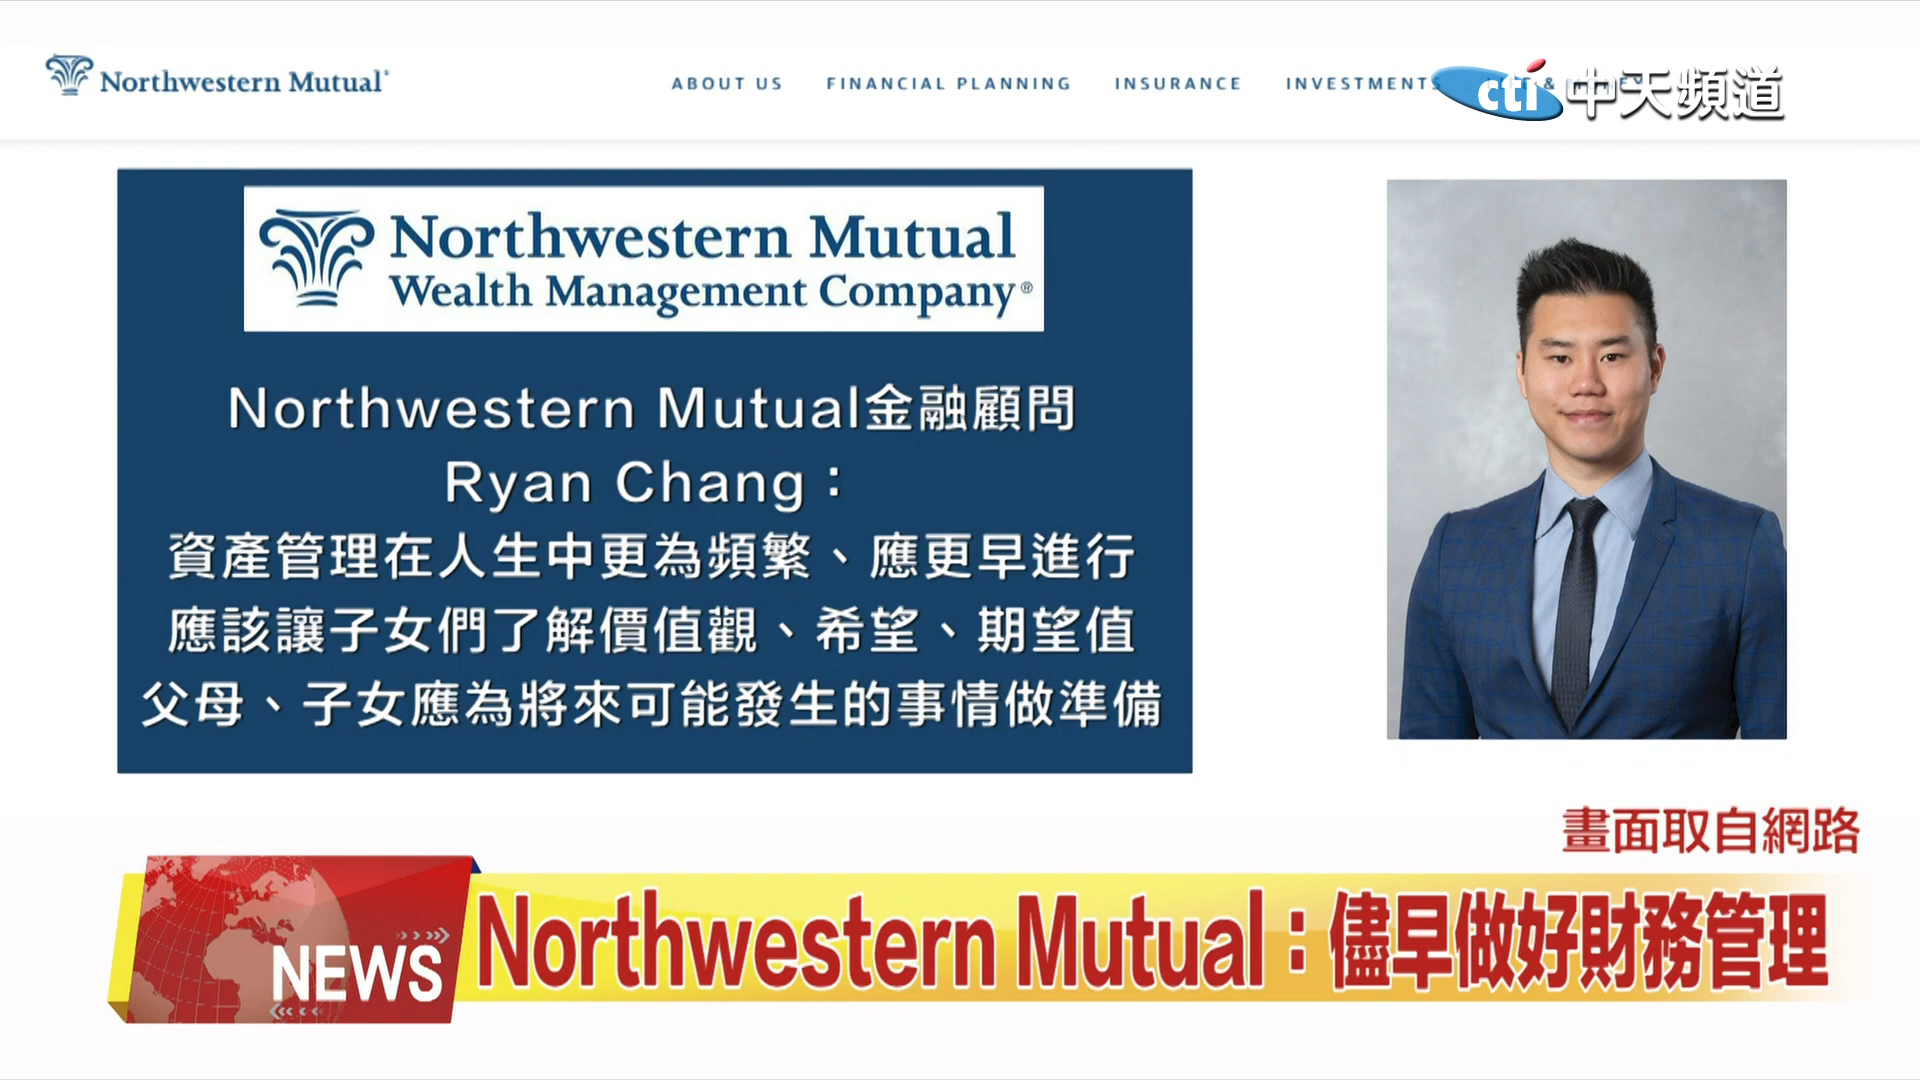 Northwestern Mutual®
ABOUT US FINANCIAL PLANNING INSURANCE INVESTMENTS
cti 中天頻道
Northwestern Mutual
Wealth Management Company®
Northwestern Mutual金融顧問
Ryan Chang：
資產管理在人生中更為頻繁、應更早進行
應該讓子女們了解價值觀、希望、期望值
父母、子女應為將來可能發生的事情做準備
畫面取自網路
NEWS
Northwestern Mutual：儘早做好財務管理